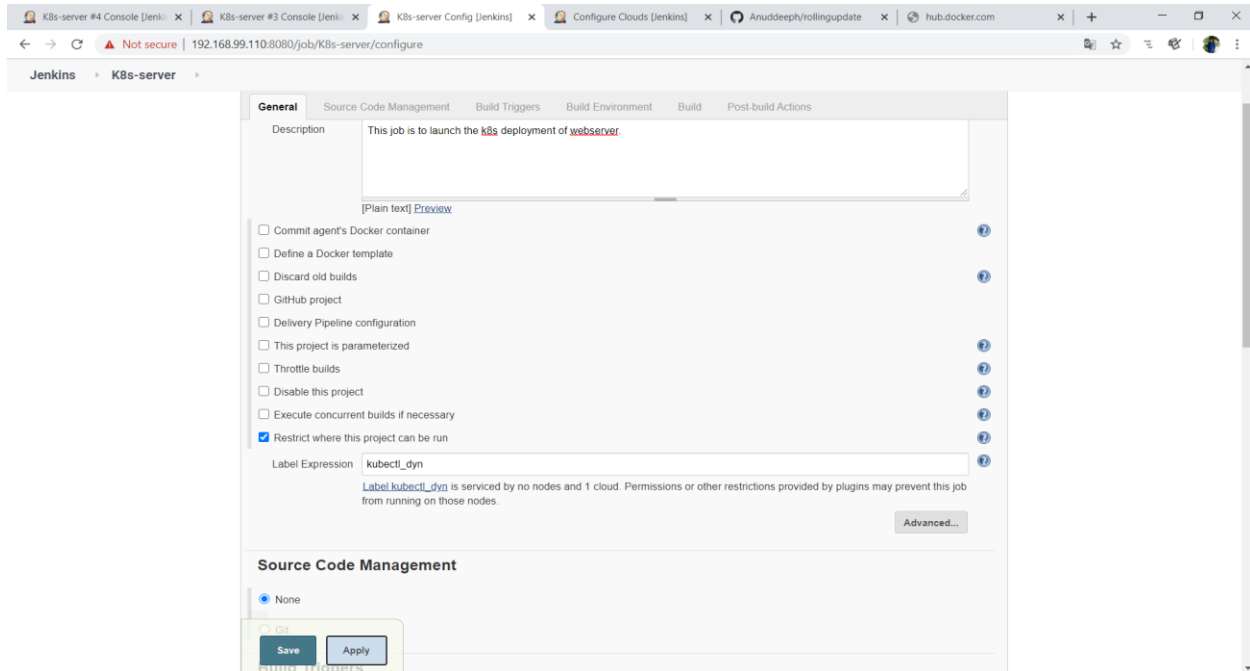 K8s-server #4 Console [Jenki
K8s-server #3 Console [Jenki
K8s-server Config [Jenkins]
Configure Clouds [Jenkins]
Anuddeeph/rollingupdate
hub.docker.com
Not secure | 192.168.99.110:8080/job/K8s-server/configure
Jenkins K8s-server
General Source Code Management Build Triggers Build Environment Build Post-build Actions
Description This job is to launch the k8s deployment of webserver.
[Plain text] Preview
Commit agent's Docker container
Define a Docker template
Discard old builds
GitHub project
Delivery Pipeline configuration
This project is parameterized
Throttle builds
Disable this project
Execute concurrent builds if necessary
Restrict where this project can be run
Label Expression kubectl_dyn
Label kubectl_dyn is serviced by no nodes and 1 cloud. Permissions or other restrictions provided by plugins may prevent this job
from running on those nodes.
Advanced...
Source Code Management
None
Git
Save Apply
Build Triggers